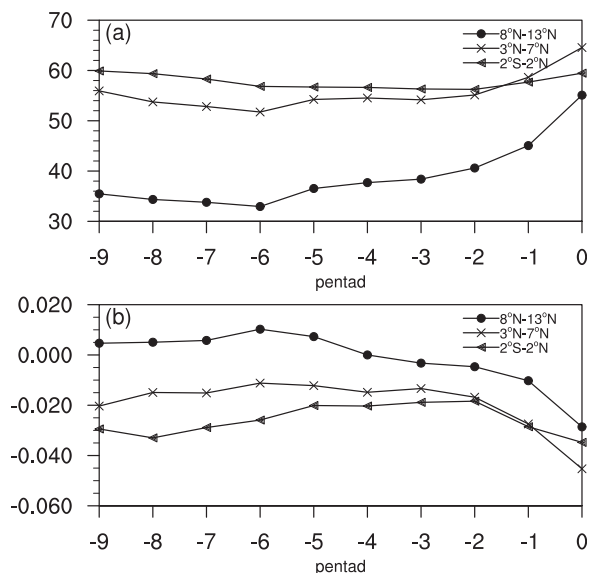 (a)
8°N-13°N
3°N-7°N
2°S-2°N
70
60
50
40
30
-9 -8 -7 -6 -5 -4 -3 -2 -1 0
pentad
(b)
8°N-13°N
3°N-7°N
2°S-2°N
0.020
0.000
-0.020
-0.040
-0.060
-9 -8 -7 -6 -5 -4 -3 -2 -1 0
pentad